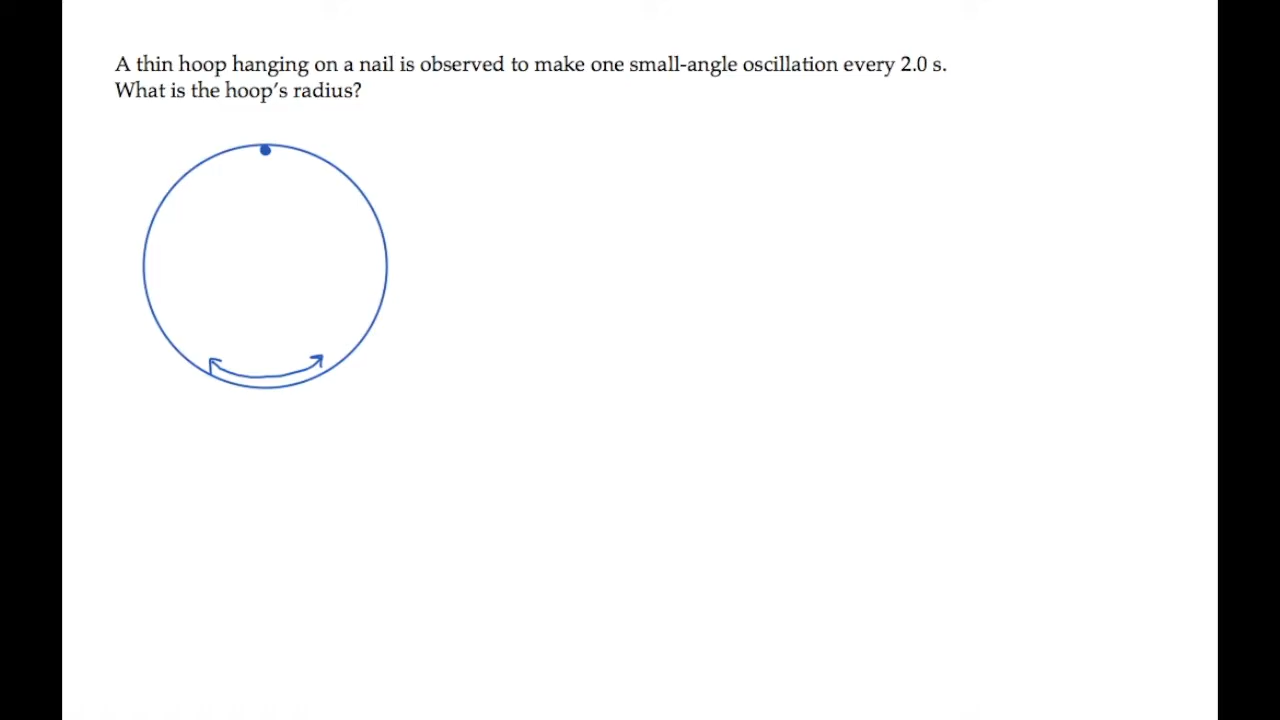 A thin hoop hanging on a nail is observed to make one small-angle oscillation every 2.0 s.
What is the hoop’s radius?